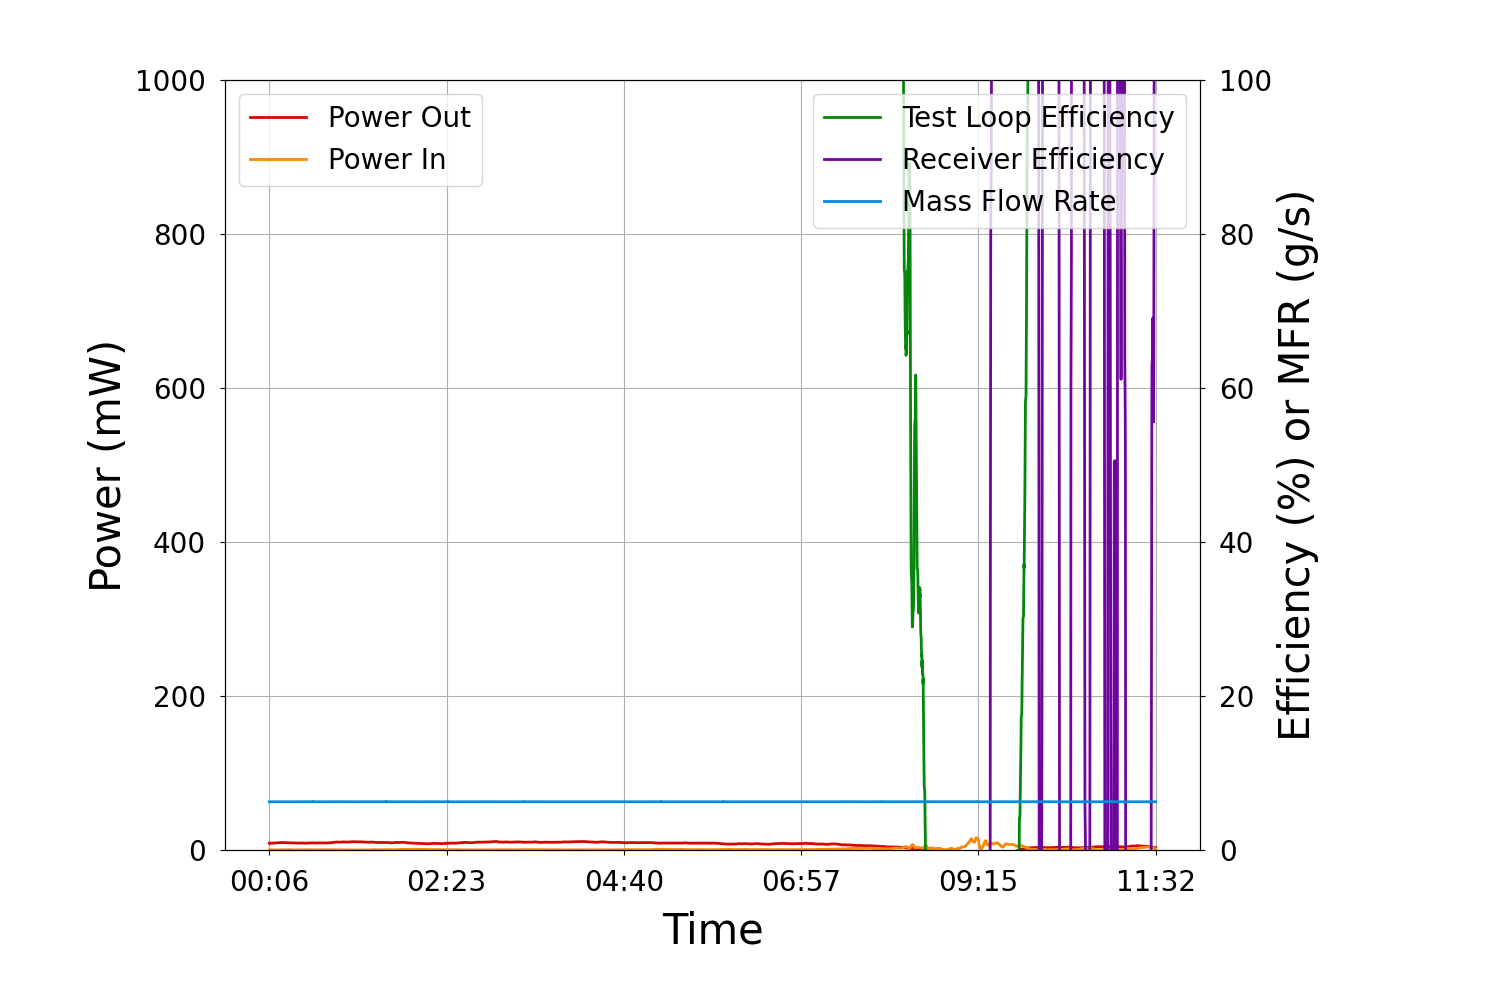 1000
800
600
400
200
0
Power (mW)
Power Out
Power In
Test Loop Efficiency
Receiver Efficiency
Mass Flow Rate
100
80
60
40
20
0
Efficiency (%) or MFR (g/s)
00:06 02:23 04:40 06:57 09:15 11:32
Time